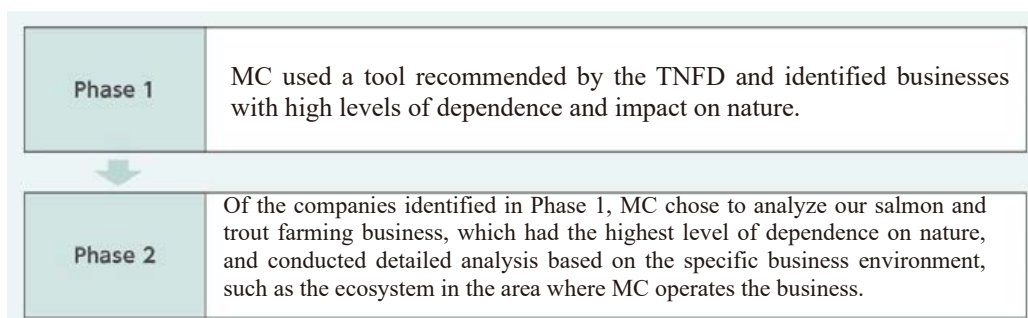 Phase 1
MC used a tool recommended by the TNFD and identified businesses
with high levels of dependence and impact on nature.
Phase 2
Of the companies identified in Phase 1, MC chose to analyze our salmon and
trout farming business, which had the highest level of dependence on nature,
and conducted detailed analysis based on the specific business environment,
such as the ecosystem in the area where MC operates the business.